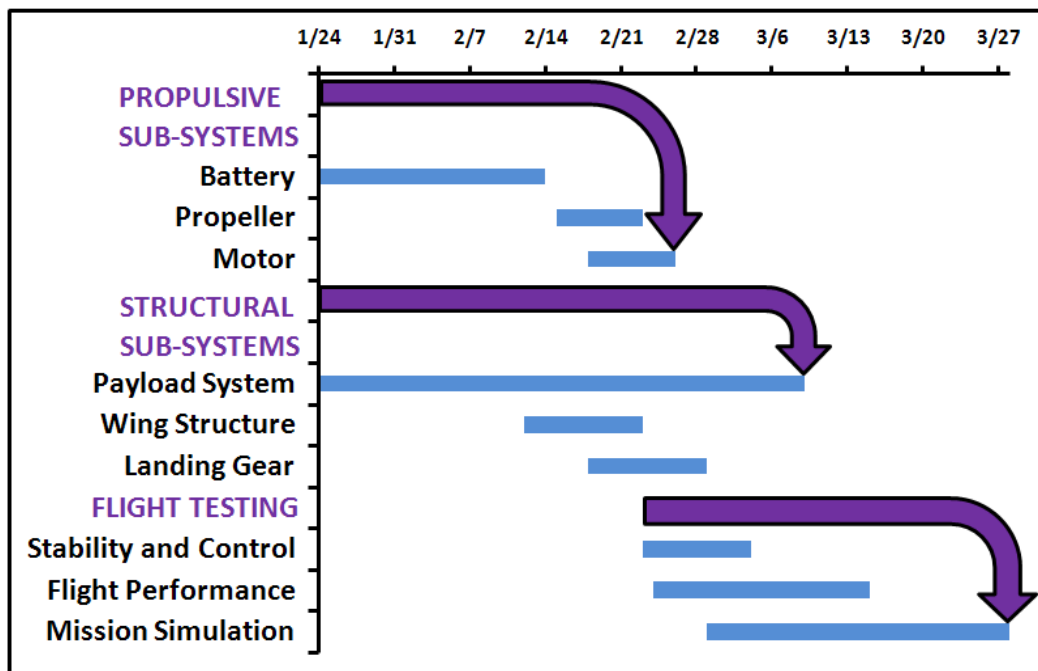 1/24 1/31 2/7 2/14 2/21 2/28 3/6 3/13 3/20 3/27
PROPULSIVE
SUB-SYSTEMS
Battery
Propeller
Motor
STRUCTURAL
SUB-SYSTEMS
Payload System
Wing Structure
Landing Gear
FLIGHT TESTING
Stability and Control
Flight Performance
Mission Simulation